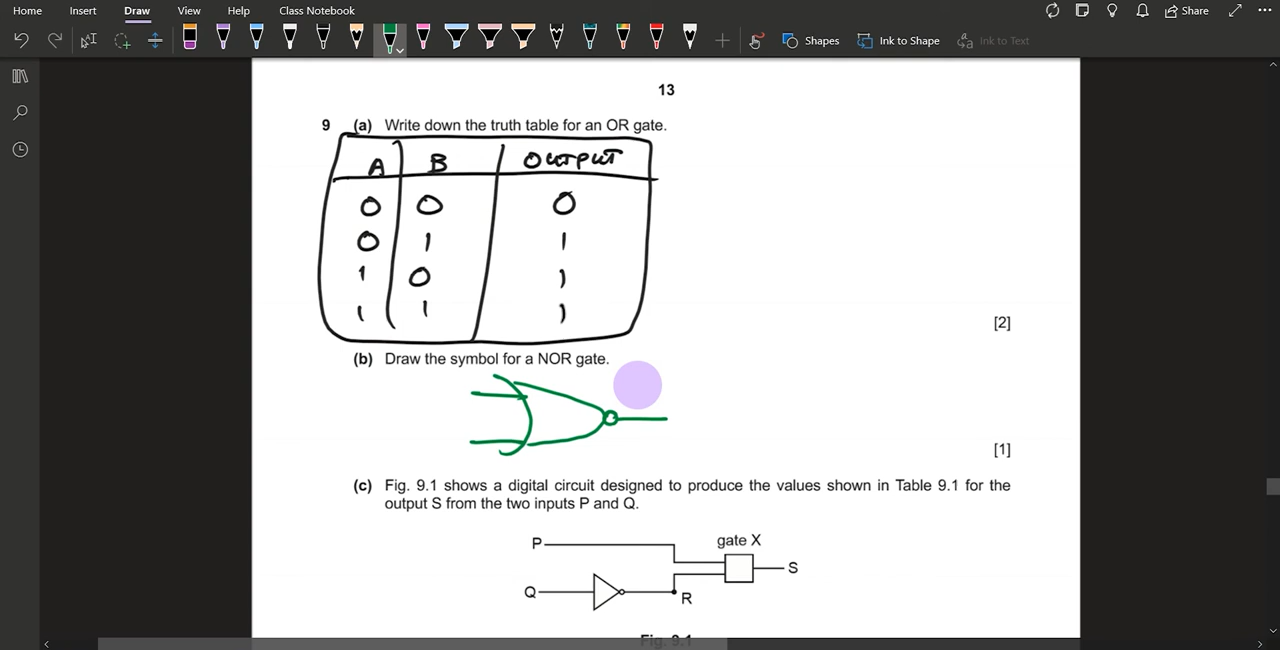 Home Insert Draw View Help Class Notebook Share
Shapes Ink to Shape Ink to Text
13
9 (a) Write down the truth table for an OR gate.
A B OUTPUT
0 0 0
0 1 1
1 0 1
1 1 1
[2]
(b) Draw the symbol for a NOR gate.
[1]
(c) Fig. 9.1 shows a digital circuit designed to produce the values shown in Table 9.1 for the
output S from the two inputs P and Q.
gate X
P
S
Q
R
Fig. 9.1